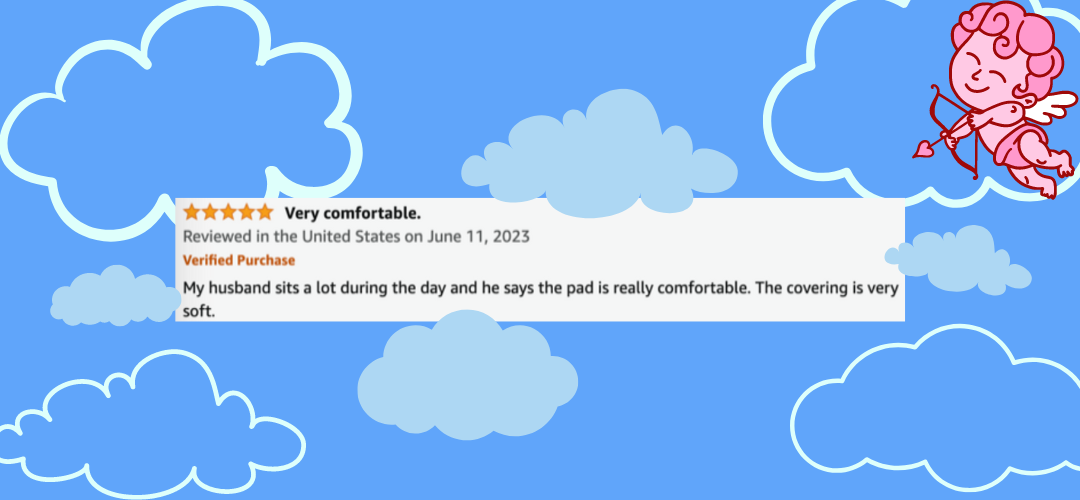 Very comfortable.
Reviewed in the United States on June 11, 2023
Verified Purchase
My husband sits a lot during the day and he says the pad is really comfortable. The covering is very
soft.